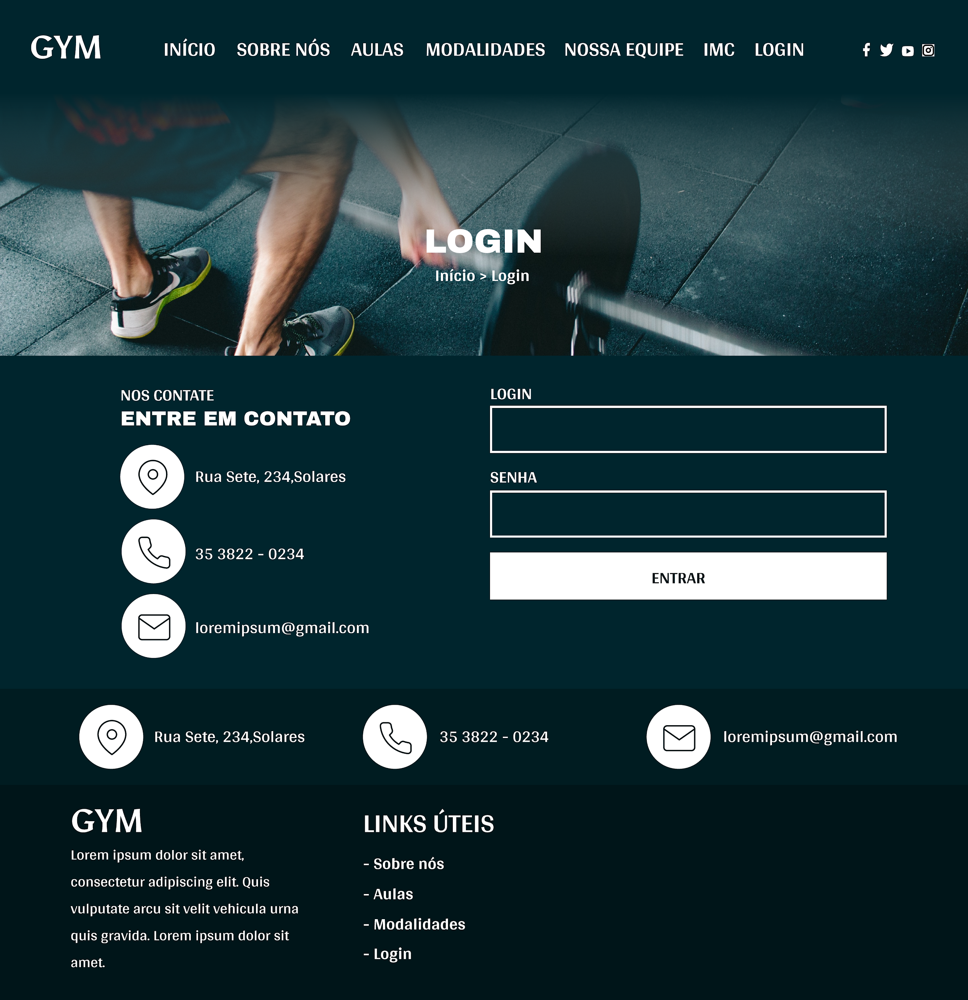 GYM
INÍCIO SOBRE NÓS AULAS MODALIDADES NOSSA EQUIPE IMC LOGIN
LOGIN
Início > Login
NOS CONTATE
ENTRE EM CONTATO
Rua Sete, 234,Solares
35 3822 - 0234
loremipsum@gmail.com
LOGIN
SENHA
ENTRAR
Rua Sete, 234,Solares
35 3822 - 0234
loremipsum@gmail.com
GYM
Lorem ipsum dolor sit amet,
consectetur adipiscing elit. Quis
vulputate arcu sit velit vehicula urna
quis gravida. Lorem ipsum dolor sit
amet.
LINKS ÚTEIS
- Sobre nós
- Aulas
- Modalidades
- Login